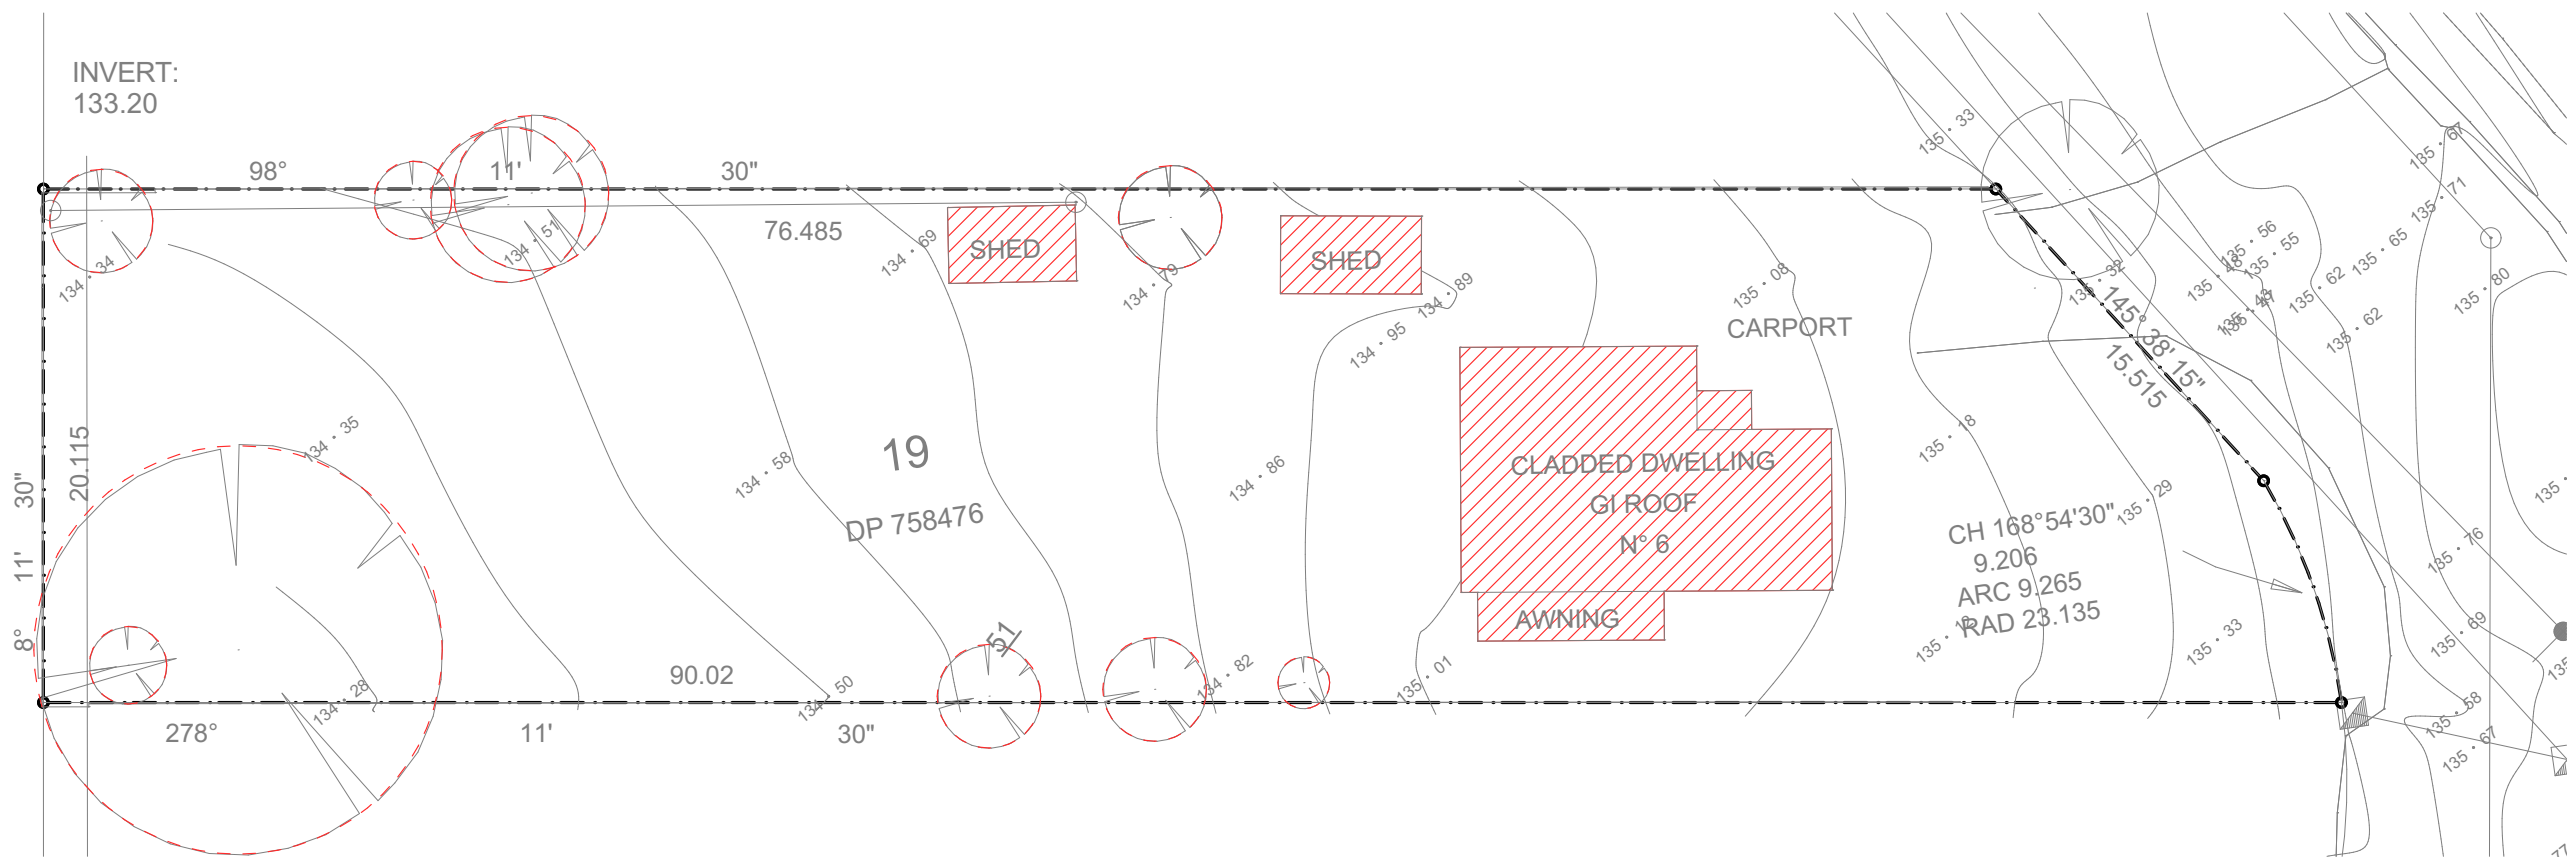 INVERT:
133.20
98°
11'
30"
76.485
SHED
SHED
CARPORT
19
DP 758476
CLADDED DWELLING
GI ROOF
N° 6
AWNING
20.115
30"
11'
8°
278°
11'
30"
90.02
51
145° 38' 15"
15.515
CH 168°54'30"
9.206
ARC 9.265
RAD 23.135
134 • 34
134 • 51
134 • 69
134 • 79
134 • 89
134 • 95
135 • 08
135 • 33
135 • 32
135 • 56
135 • 55
135 • 65
135 • 67
135 • 71
135 • 62
135 • 62
135 • 80
134 • 35
134 • 58
134 • 86
135 • 18
135 • 29
135 • 76
134 • 28
134 • 50
134 • 82
135 • 01
135 • 33
135 • 69
135 • 58
135 • 67